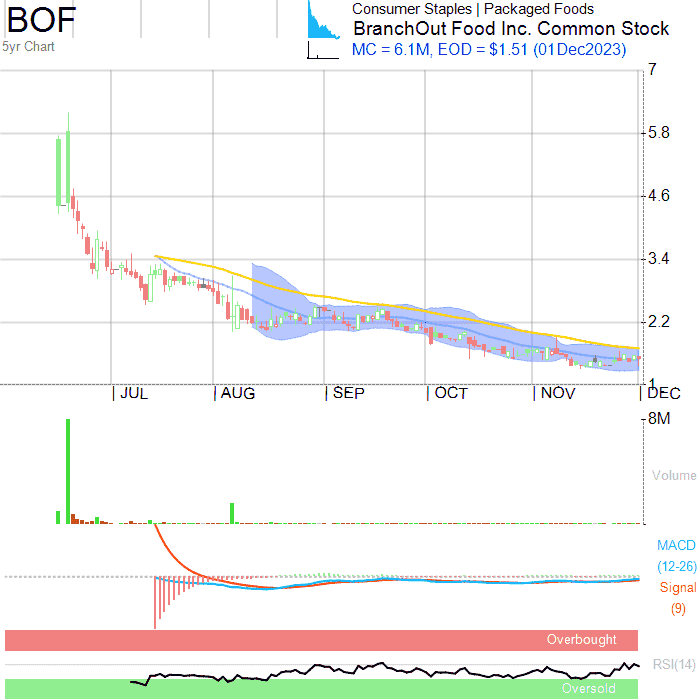 BOF
5yr Chart
Consumer Staples | Packaged Foods
BranchOut Food Inc. Common Stock
MC = 6.1M, EOD = $1.51 (01Dec2023)
7
5.8
4.6
3.4
2.2
1
JUL AUG SEP OCT NOV DEC
8M
Volume
MACD
(12-26)
Signal
(9)
Overbought
RSI(14)
Oversold